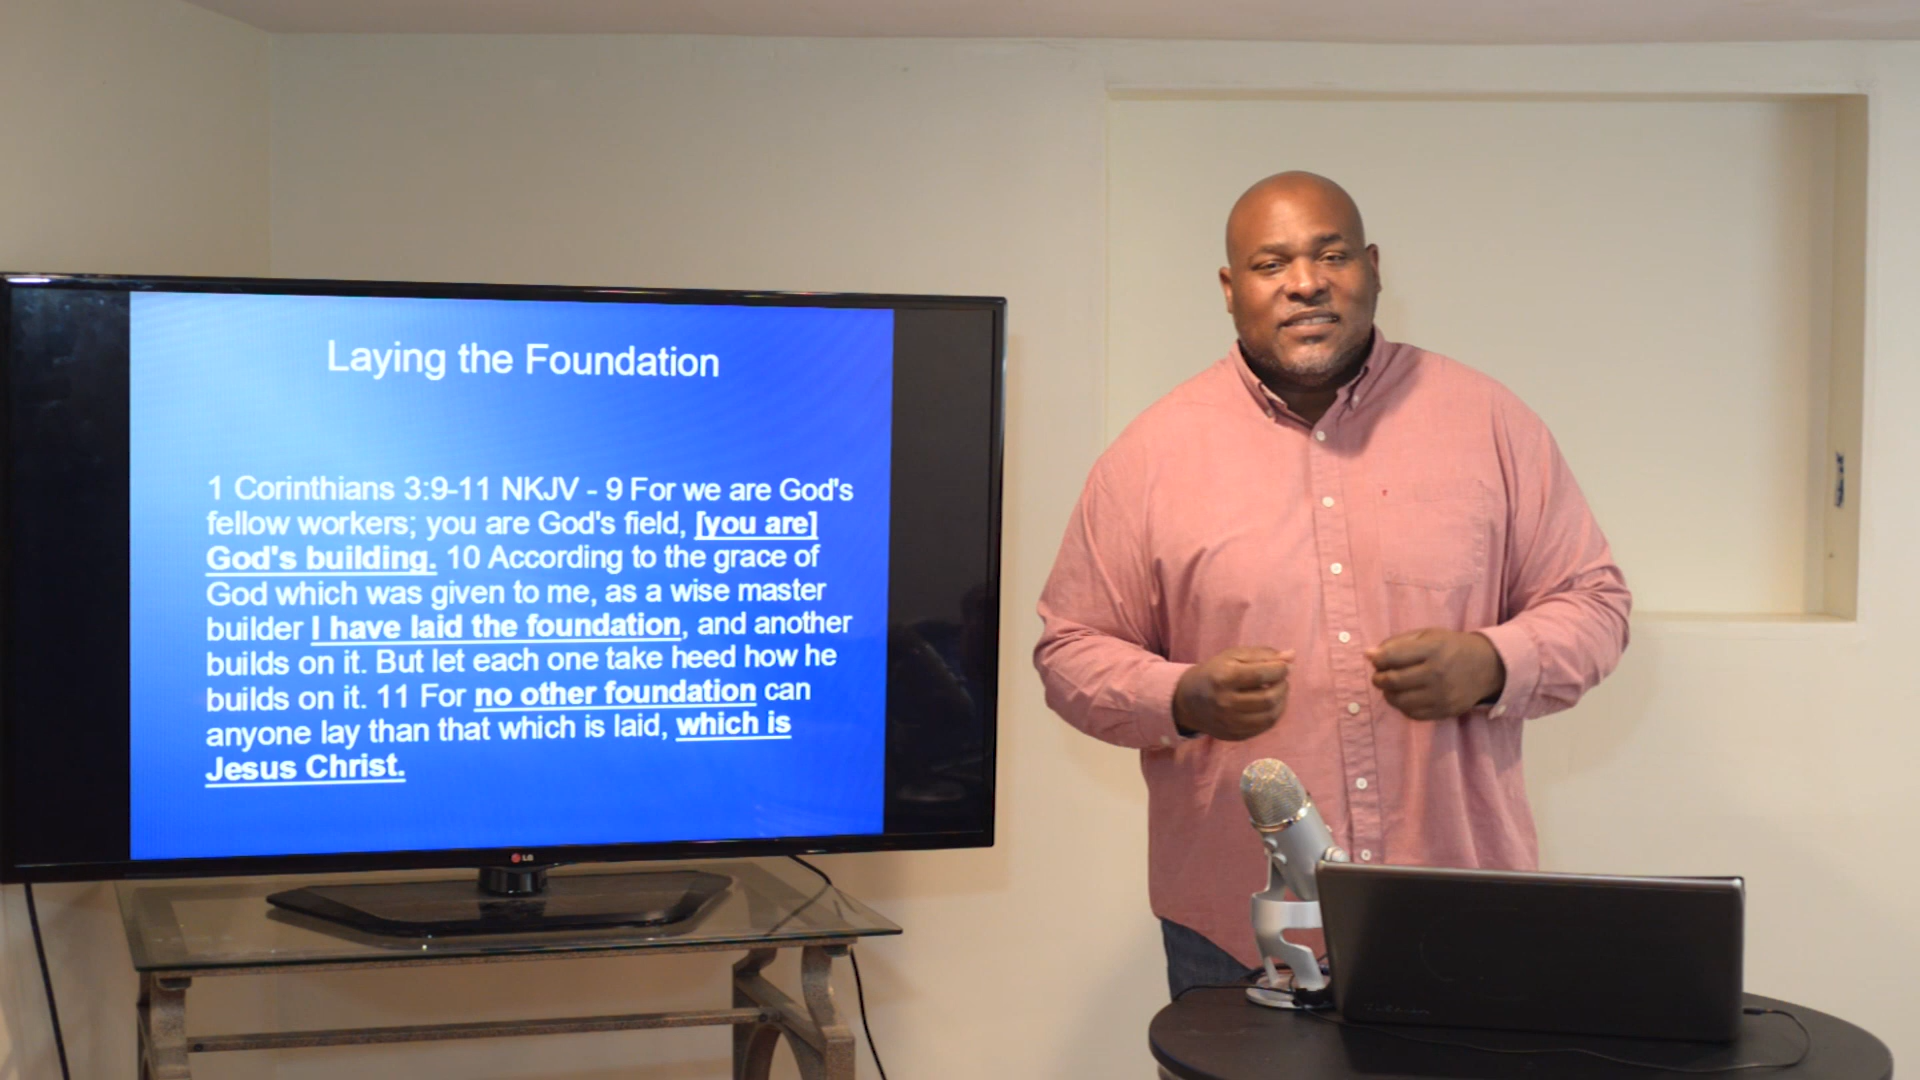 Laying the Foundation
1 Corinthians 3:9-11 NKJV - 9 For we are God's
fellow workers; you are God's field, [you are]
God's building. 10 According to the grace of
God which was given to me, as a wise master
builder I have laid the foundation, and another
builds on it. But let each one take heed how he
builds on it. 11 For no other foundation can
anyone lay than that which is laid, which is
Jesus Christ.
LG